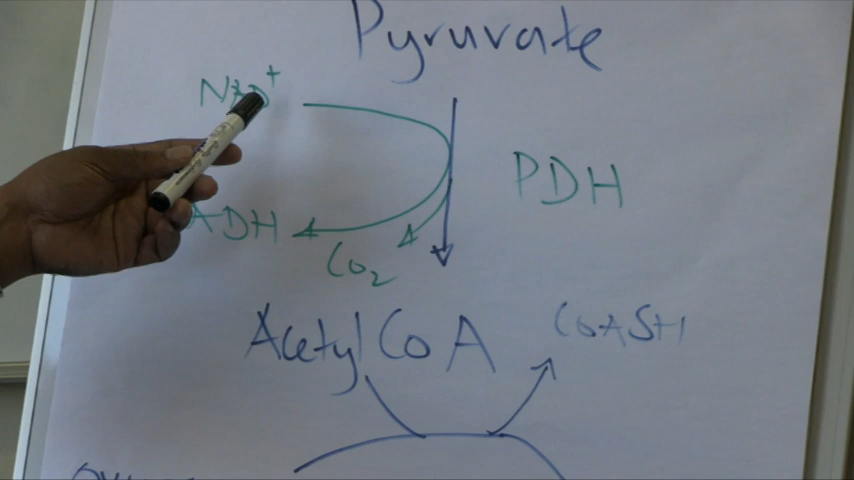 Pyruvate
NAD+
PDH
ADH
CO2
Acetyl CoA
CoASH